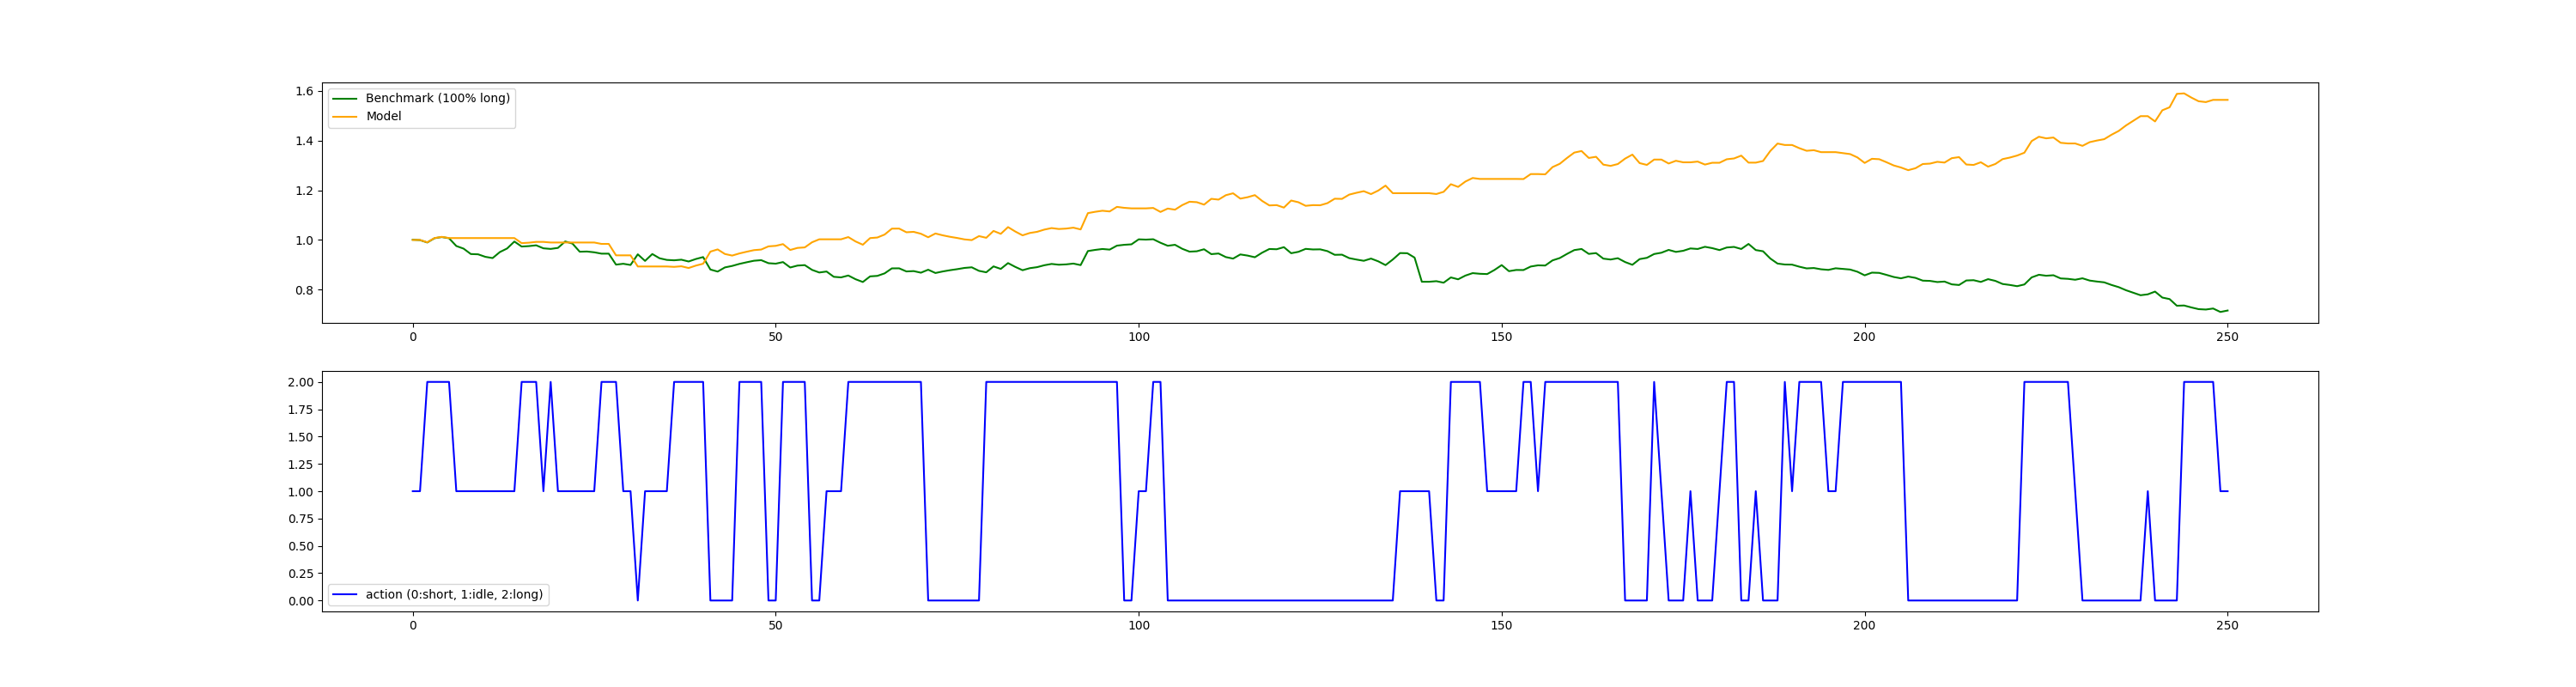 1.6
1.4
1.2
1.0
0.8
Benchmark (100% long)
Model
0 50 100 150 200 250
2.00
1.75
1.50
1.25
1.00
0.75
0.50
0.25
0.00
action (0:short, 1:idle, 2:long)
0 50 100 150 200 250